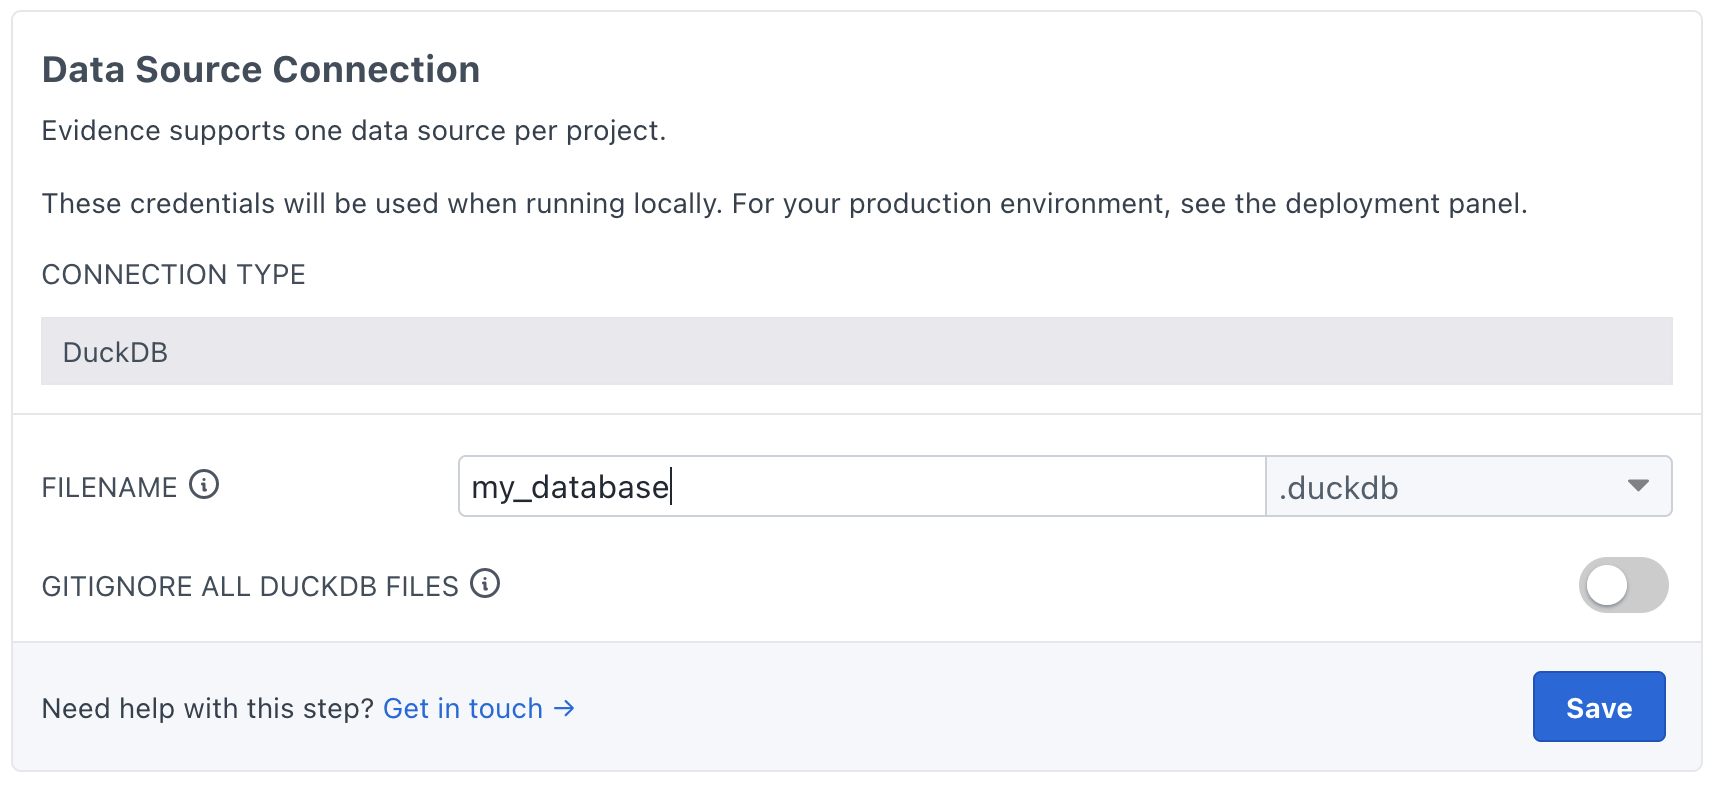 Data Source Connection
Evidence supports one data source per project.
These credentials will be used when running locally. For your production environment, see the deployment panel.
CONNECTION TYPE
DuckDB
FILENAME
my_database .duckdb
GITIGNORE ALL DUCKDB FILES
Need help with this step? Get in touch →
Save